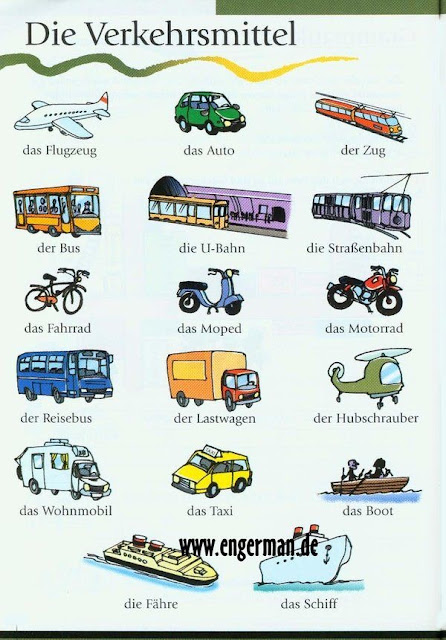 Die Verkehrsmittel
das Flugzeug
das Auto
der Zug
der Bus
die U-Bahn
die Straßenbahn
das Fahrrad
das Moped
das Motorrad
der Reisebus
der Lastwagen
der Hubschrauber
das Wohnmobil
das Taxi
das Boot
www.engerman.de
die Fähre
das Schiff